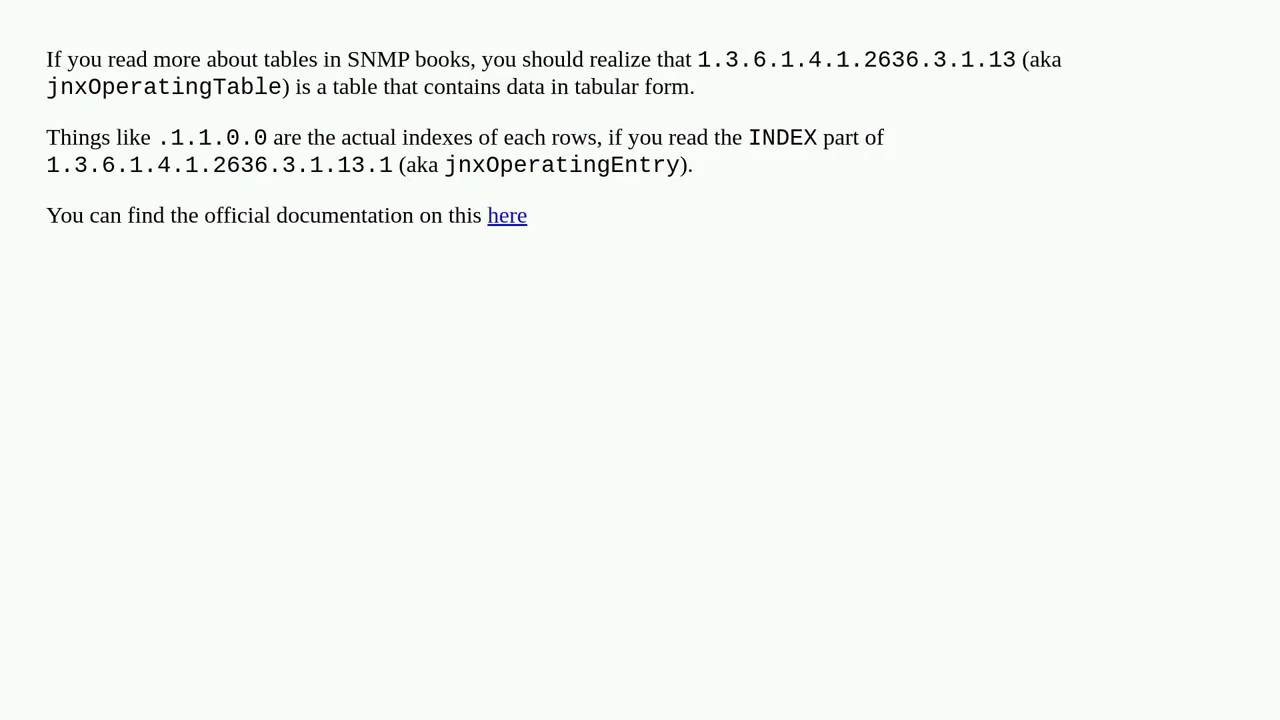 If you read more about tables in SNMP books, you should realize that 1.3.6.1.4.1.2636.3.1.13 (aka
jnxOperatingTable) is a table that contains data in tabular form.
Things like .1.1.0.0 are the actual indexes of each rows, if you read the INDEX part of
1.3.6.1.4.1.2636.3.1.13.1 (aka jnxOperatingEntry).
You can find the official documentation on this here